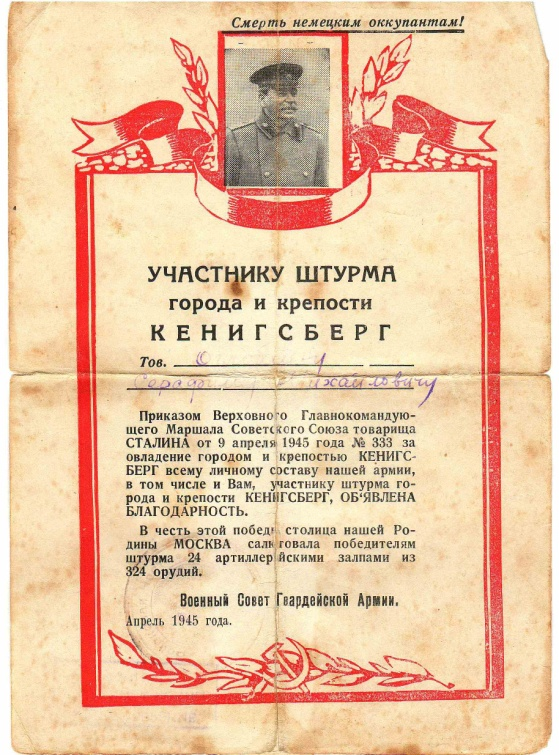 Смерть немецким оккупантам!
УЧАСТНИКУ ШТУРМА
города и крепости
КЕНИГСБЕРГ
Тов.
Михайловичу
Приказом Верховного Главнокомандую-
щего Маршала Советского Союза товарища
СТАЛИНА от 9 апреля 1945 года № 333 за
овладение городом и крепостью КЕНИГС-
БЕРГ всему личному составу нашей армии,
в том числе и Вам, участнику штурма го-
рода и крепости КЕНИГСБЕРГ, ОБ'ЯВЛЕНА
БЛАГОДАРНОСТЬ.
В честь этой победы столица нашей Ро-
дины МОСКВА салютовала победителям
штурма 24 артиллерийскими залпами из
324 орудий.
Военный Совет Гвардейской Армии.
Апрель 1945 года.